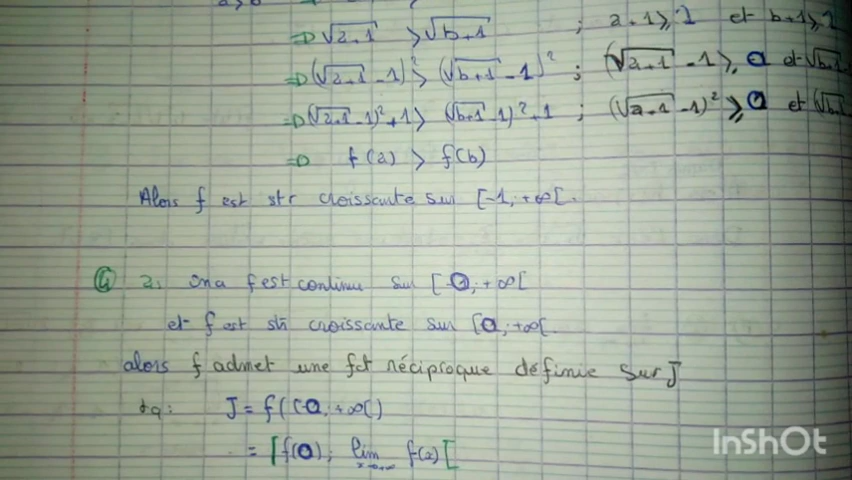 => √a+1 > √b+1 ; a+1 ⩾ 1 et b+1 ⩾ 1
=> (√a+1 - 1)² > (√b+1 - 1)² ; (√a+1 - 1 ⩾ 0 et √b+1
=> (√a+1 - 1)² + 1 > (√b+1 - 1)² + 1 ; (√a+1 - 1)² ⩾ 0 et (√b
=> f(a) > f(b)
Alors f est str croissante sur [-1; +∞[.
④ a, ona f est continue sur [0; +∞[
et f est str croissante sur [0; +∞[
alors f admet une fct réciproque définie sur J
tq: J = f([0; +∞[)
= [f(0); lim f(x)[
x→+∞
InShOt